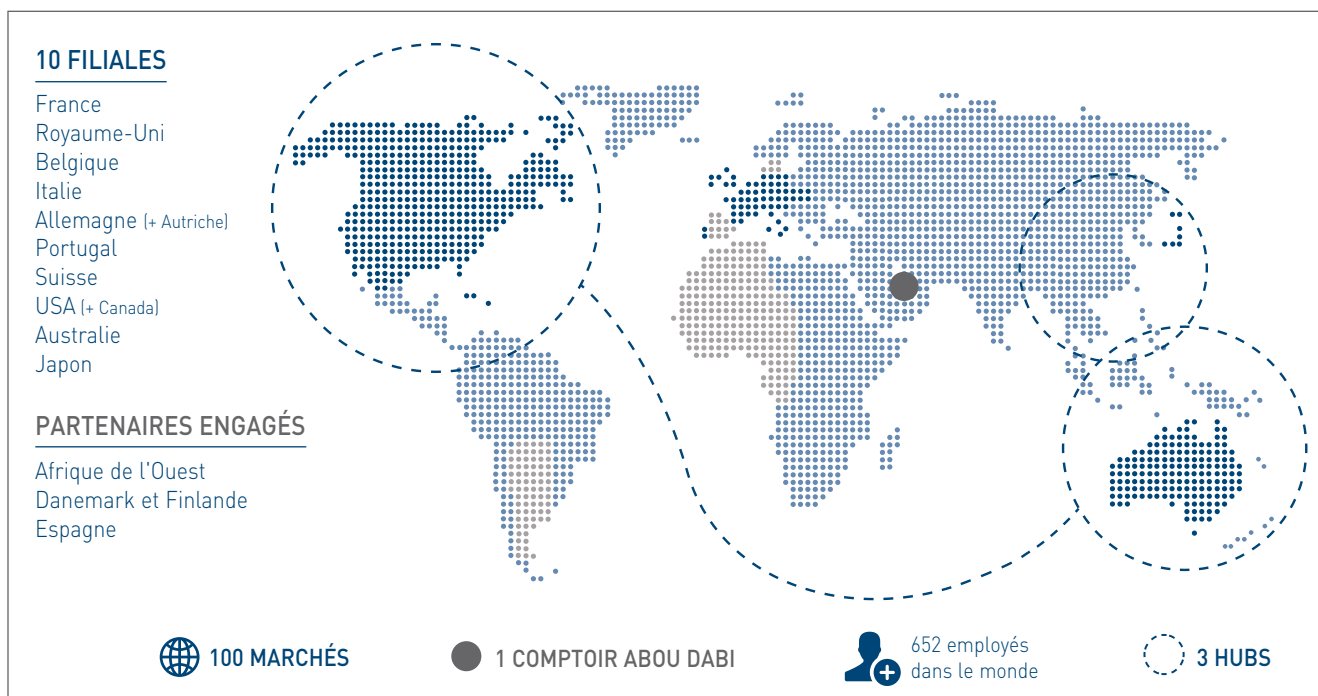 10 FILIALES
France
Royaume-Uni
Belgique
Italie
Allemagne (+ Autriche)
Portugal
Suisse
USA (+ Canada)
Australie
Japon
PARTENAIRES ENGAGÉS
Afrique de l'Ouest
Danemark et Finlande
Espagne
100 MARCHÉS
1 COMPTOIR ABOU DABI
652 employés
dans le monde
3 HUBS